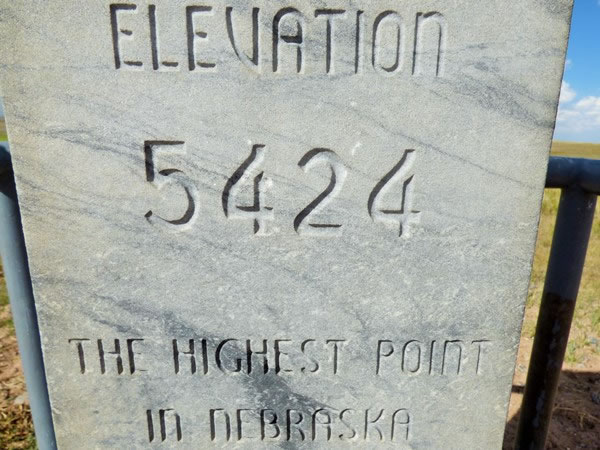 ELEVATION
5424
THE HIGHEST POINT
IN NEBRASKA